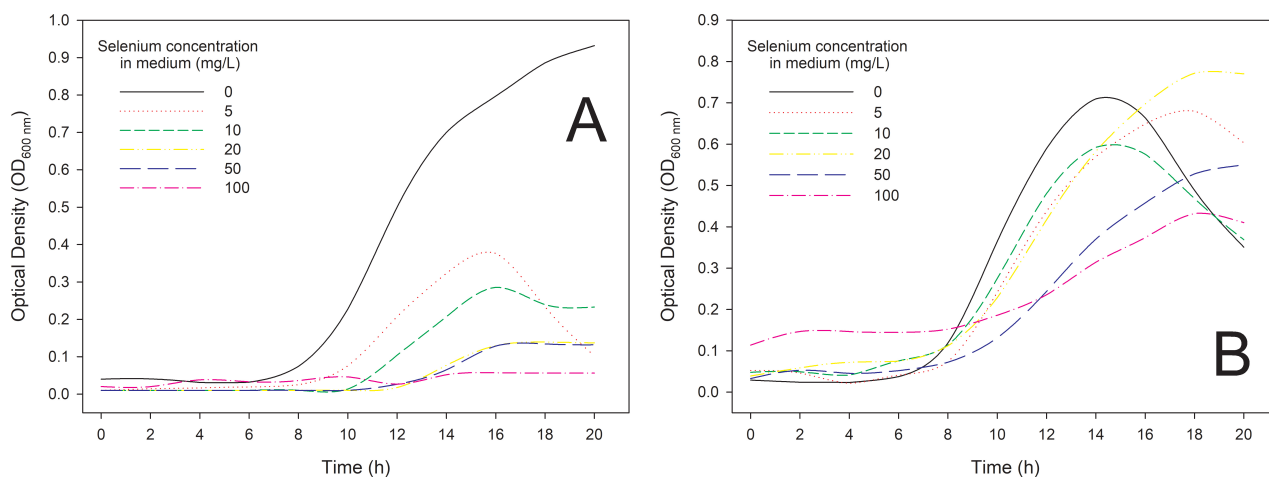 Selenium concentration
in medium (mg/L)
0
5
10
20
50
100
A
Optical Density (OD600 nm)
1.0
0.9
0.8
0.7
0.6
0.5
0.4
0.3
0.2
0.1
0.0
0 2 4 6 8 10 12 14 16 18 20
Time (h)
Selenium concentration
in medium (mg/L)
0
5
10
20
50
100
B
Optical Density (OD600 nm)
0.9
0.8
0.7
0.6
0.5
0.4
0.3
0.2
0.1
0.0
0 2 4 6 8 10 12 14 16 18 20
Time (h)